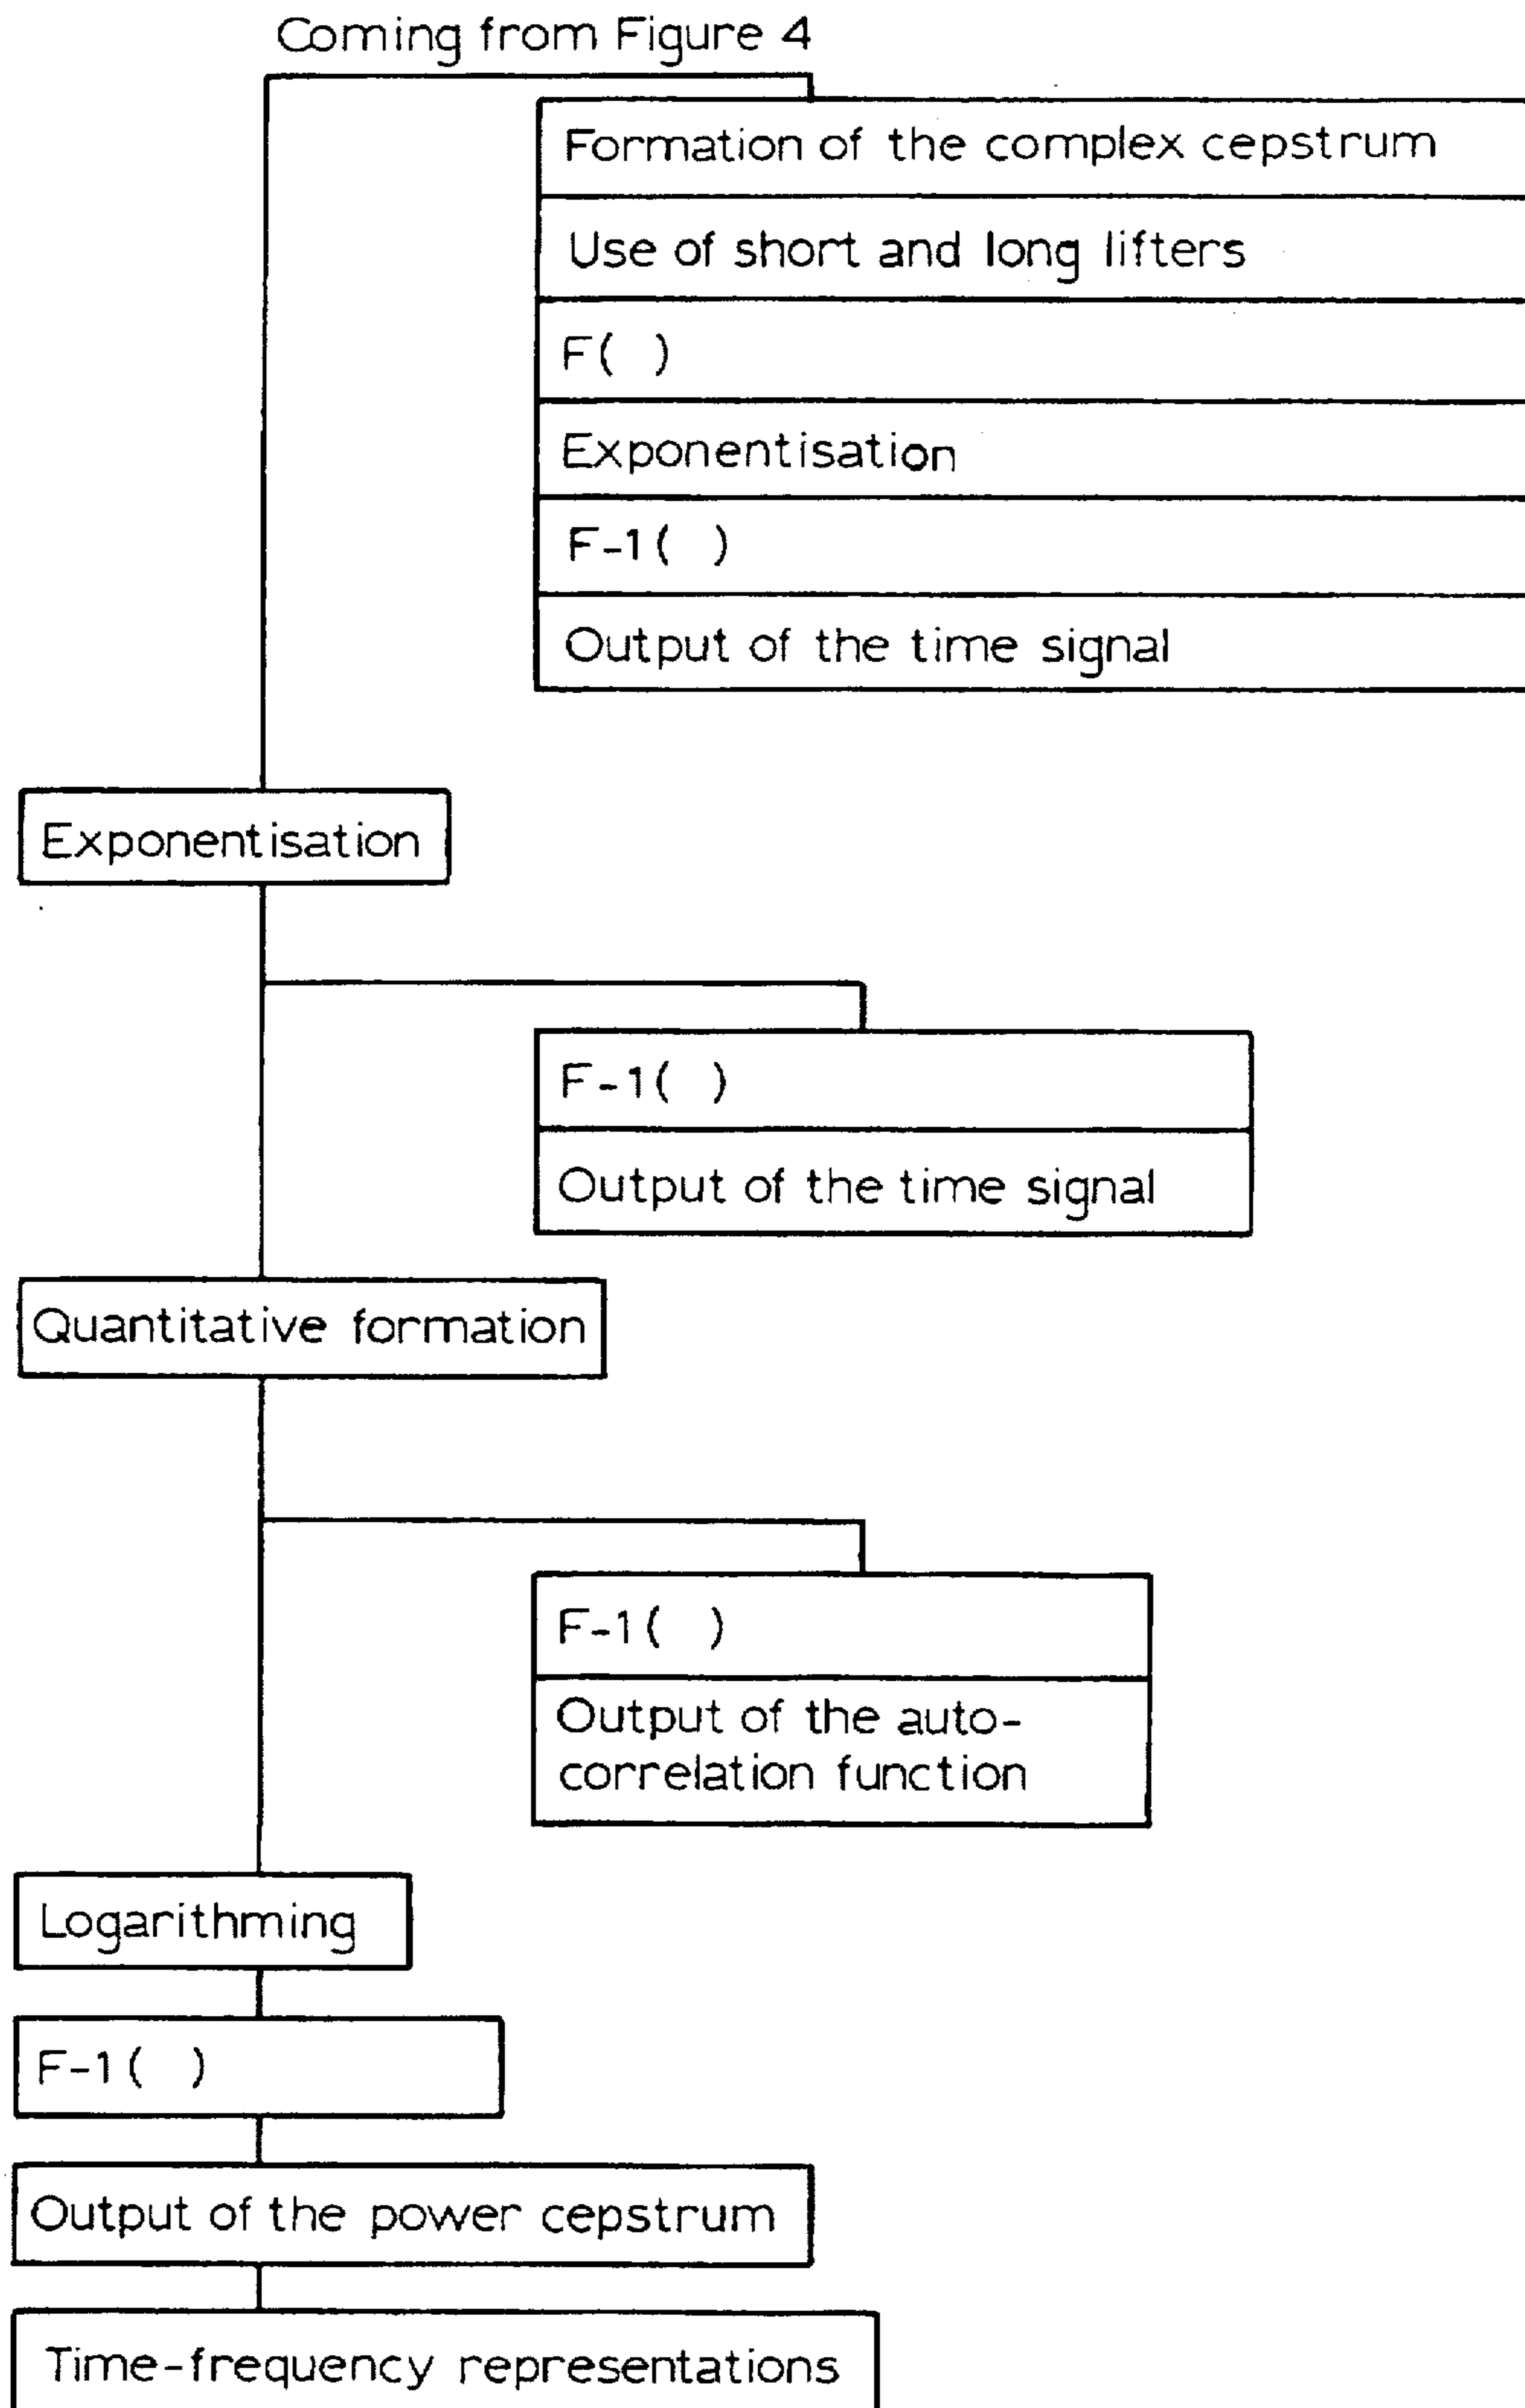 Coming from Figure 4
Formation of the complex cepstrum
Use of short and long lifters
F( )
Exponentisation
F-1( )
Output of the time signal
Exponentisation
F-1( )
Output of the time signal
Quantitative formation
F-1( )
Output of the auto-
correlation function
Logarithming
F-1( )
Output of the power cepstrum
Time-frequency representations